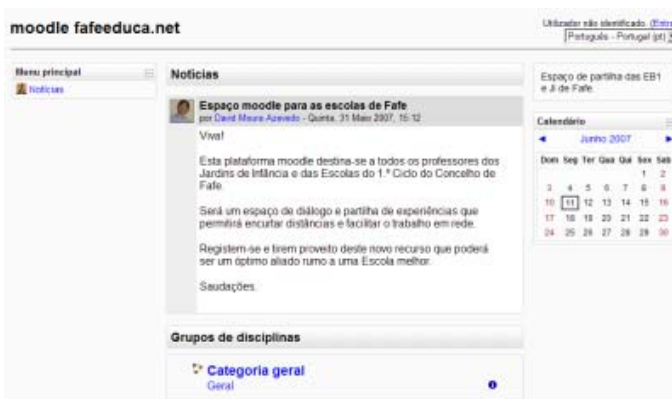 moodle fafeeduca.net
Utilizador não identificado. (Entra
Português - Portugal (pt)
Menu principal
Notícias
Notícias
Espaço moodle para as escolas de Fafe
por David Moura Azevedo - Quinta, 31 Maio 2007, 15:12
Viva!
Esta plataforma moodle destina-se a todos os professores dos
Jardins de Infância e das Escolas do 1.º Ciclo do Concelho de
Fafe.
Será um espaço de diálogo e partilha de experiências que
permitirá encurtar distâncias e facilitar o trabalho em rede.
Registem-se e tirem proveito deste novo recurso que poderá
ser um óptimo aliado rumo a uma Escola melhor.
Saudações.
Grupos de disciplinas
Categoria geral
Geral
Espaço de partilha das EB1
e JI de Fafe.
Calendário
Junho 2007
Dom Seg Ter Qua Qui Sex Sáb
1 2
3 4 5 6 7 8 9
10 11 12 13 14 15 16
17 18 19 20 21 22 23
24 25 26 27 28 29 30